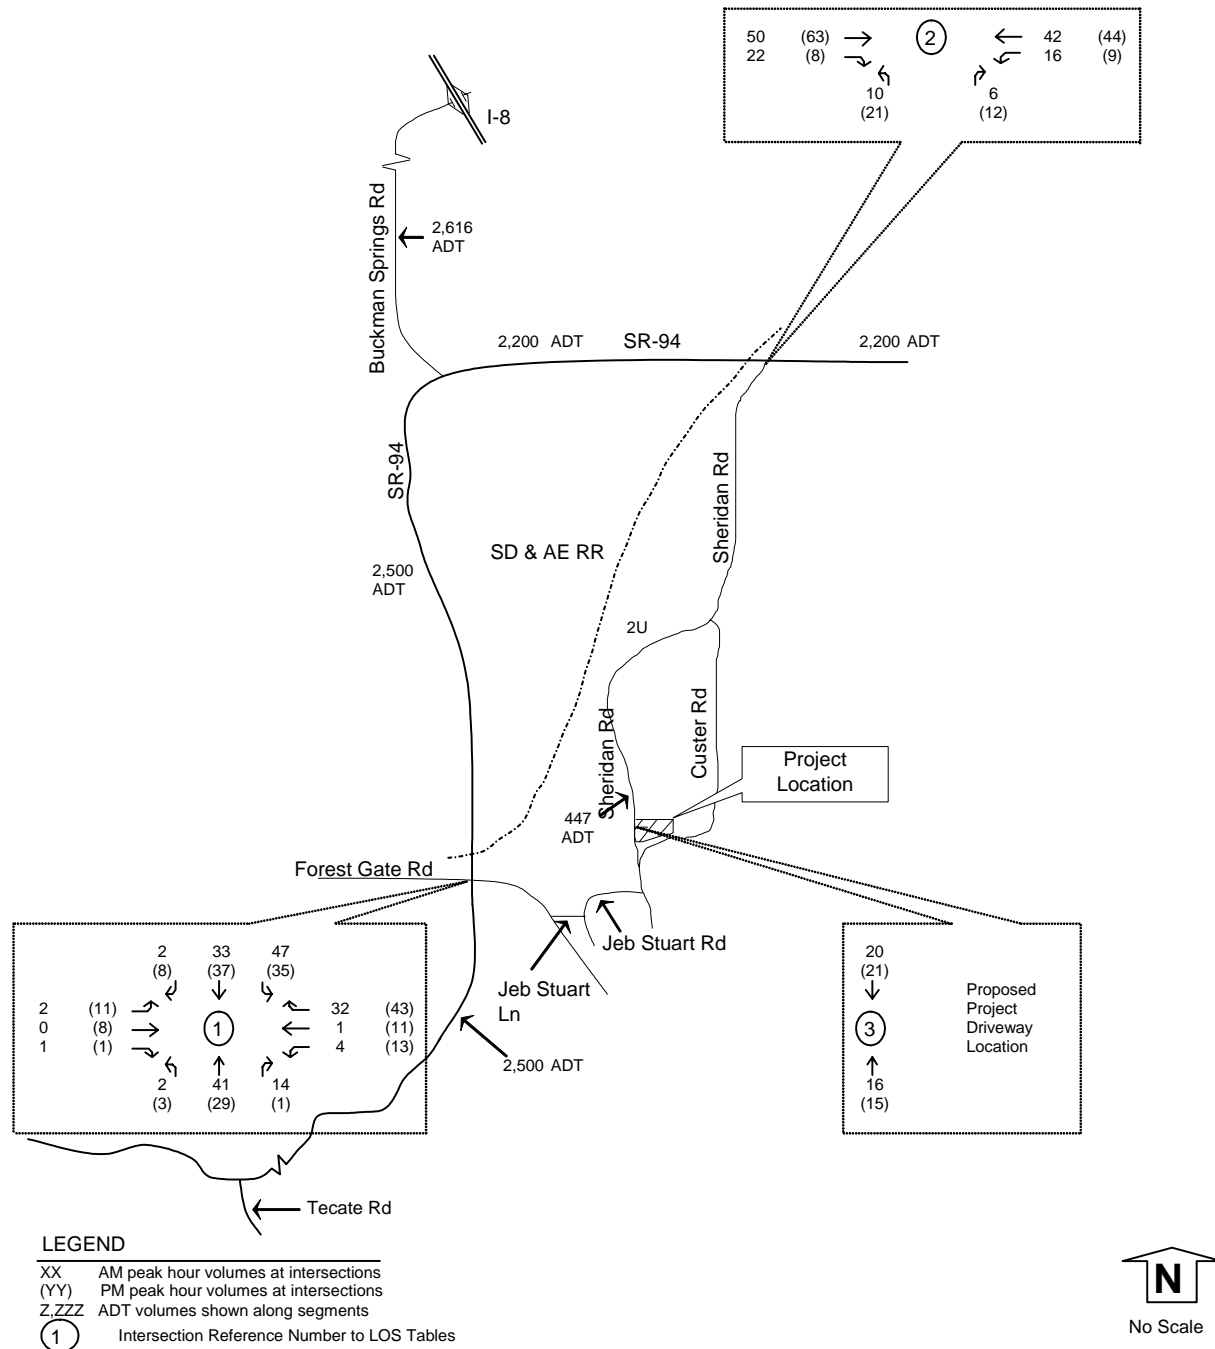 50 (63) 2 42 (44)
22 (8) 16 (9)
10 6
(21) (12)
I-8
Buckman Springs Rd
2,616
ADT
2,200 ADT SR-94 2,200 ADT
SR-94
Sheridan Rd
SD & AE RR
2,500
ADT
2U
Sheridan Rd
Custer Rd
Project
Location
447
ADT
Forest Gate Rd
Jeb Stuart Rd
Jeb Stuart
Ln
2,500 ADT
2 33 47
(8) (37) (35)
2 (11) 32 (43)
0 (8) 1 1 (11)
1 (1) 4 (13)
2 41 14
(3) (29) (1)
20
(21)
3
16
(15)
Proposed
Project
Driveway
Location
Tecate Rd
LEGEND
XX AM peak hour volumes at intersections
(YY) PM peak hour volumes at intersections
Z,ZZZ ADT volumes shown along segments
1 Intersection Reference Number to LOS Tables
N
No Scale